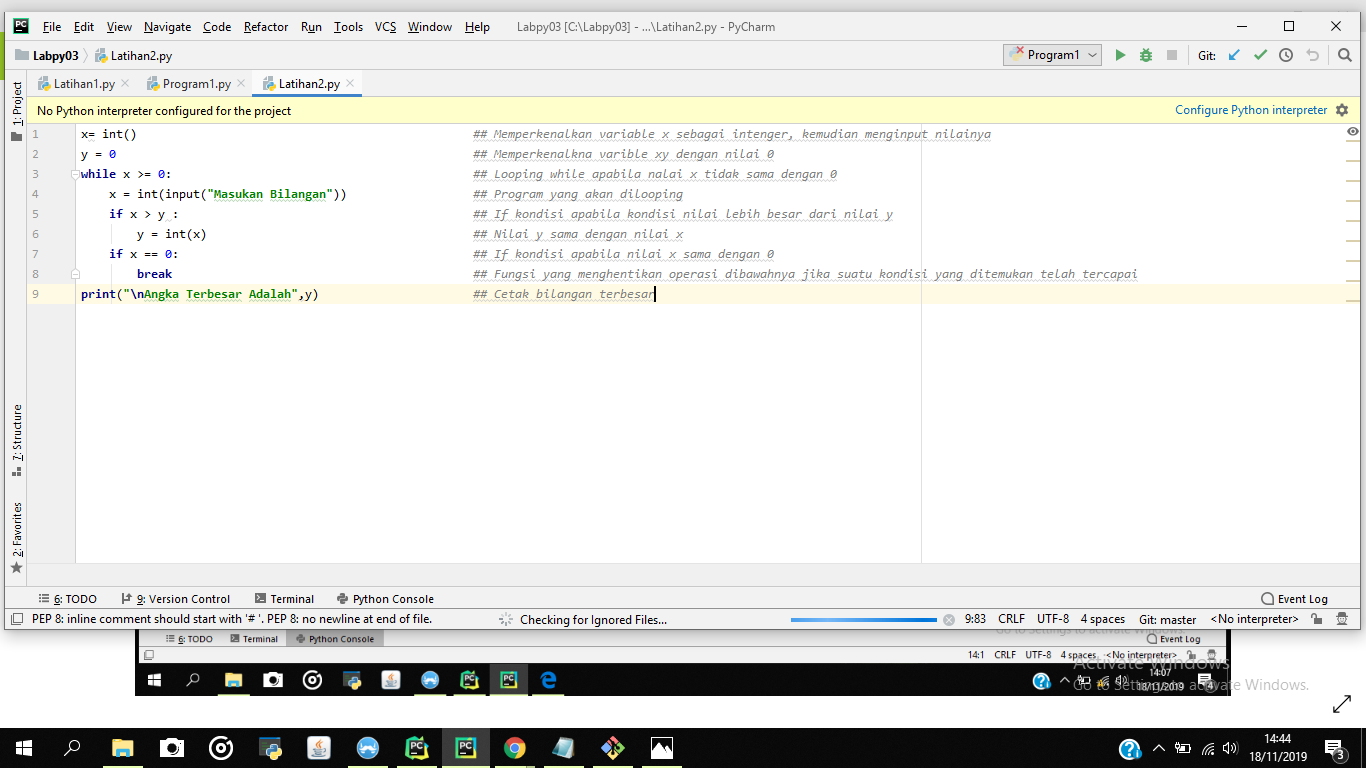 File Edit View Navigate Code Refactor Run Tools VCS Window Help Labpy03 [C:\Labpy03] - ...\Latihan2.py - PyCharm
Labpy03 Latihan2.py Program1 Git:
Latihan1.py Program1.py Latihan2.py
No Python interpreter configured for the project Configure Python interpreter
1: Project
1 x= int() ## Memperkenalkan variable x sebagai intenger, kemudian menginput nilainya
2 y = 0 ## Memperkenalkna varible xy dengan nilai 0
3 while x >= 0: ## Looping while apabila nalai x tidak sama dengan 0
4 x = int(input("Masukan Bilangan")) ## Program yang akan dilooping
5 if x > y : ## If kondisi apabila kondisi nilai lebih besar dari nilai y
6 y = int(x) ## Nilai y sama dengan nilai x
7 if x == 0: ## If kondisi apabila nilai x sama dengan 0
8 break ## Fungsi yang menghentikan operasi dibawahnya jika suatu kondisi yang ditemukan telah tercapai
9 print("\nAngka Terbesar Adalah",y) ## Cetak bilangan terbesar
7: Structure
2: Favorites
6: TODO 9: Version Control Terminal Python Console Event Log
PEP 8: inline comment should start with '# '. PEP 8: no newline at end of file. Checking for Ignored Files... 9:83 CRLF UTF-8 4 spaces Git: master <No interpreter>
Go to Settings to activate Windows.
6: TODO Terminal Python Console Event Log
14:1 CRLF UTF-8 4 spaces <No interpreter>
Activate Windows
Go to Settings to activate Windows.
14:07
18/11/2019
4
14:44
18/11/2019
3